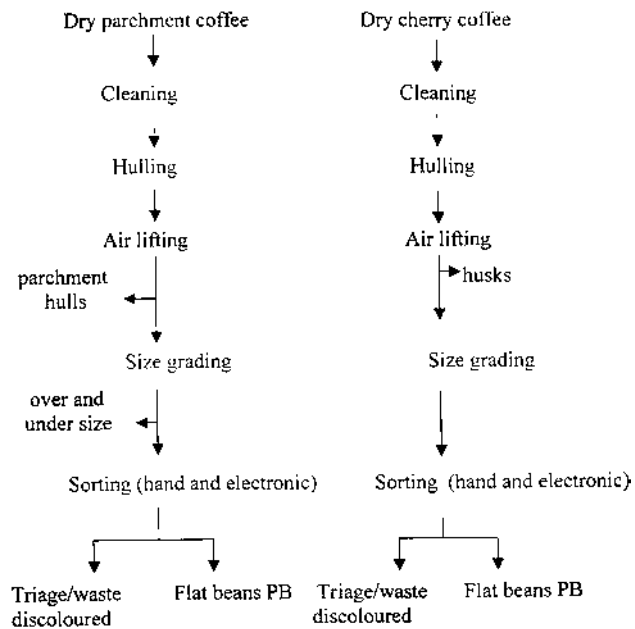 Dry parchment coffee
Cleaning
Hulling
Air lifting
parchment
hulls
Size grading
over and
under size
Sorting (hand and electronic)
Triage/waste
discoloured
Flat beans PB
Dry cherry coffee
Cleaning
Hulling
Air lifting
husks
Size grading
Sorting (hand and electronic)
Triage/waste
discoloured
Flat beans PB